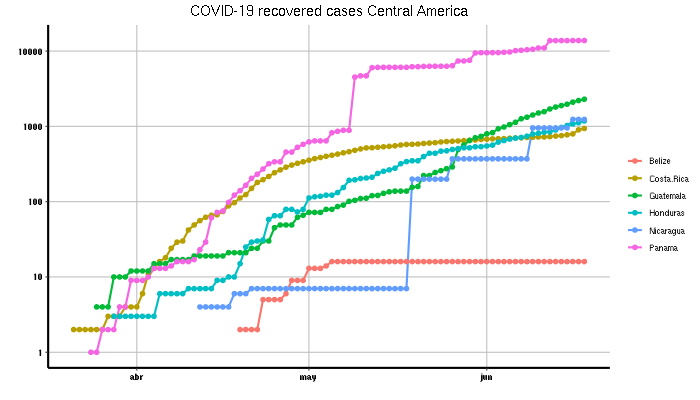 COVID-19 recovered cases Central America
10000
1000
100
10
1
abr
may
jun
Belize
Costa.Rica
Guatemala
Honduras
Nicaragua
Panama